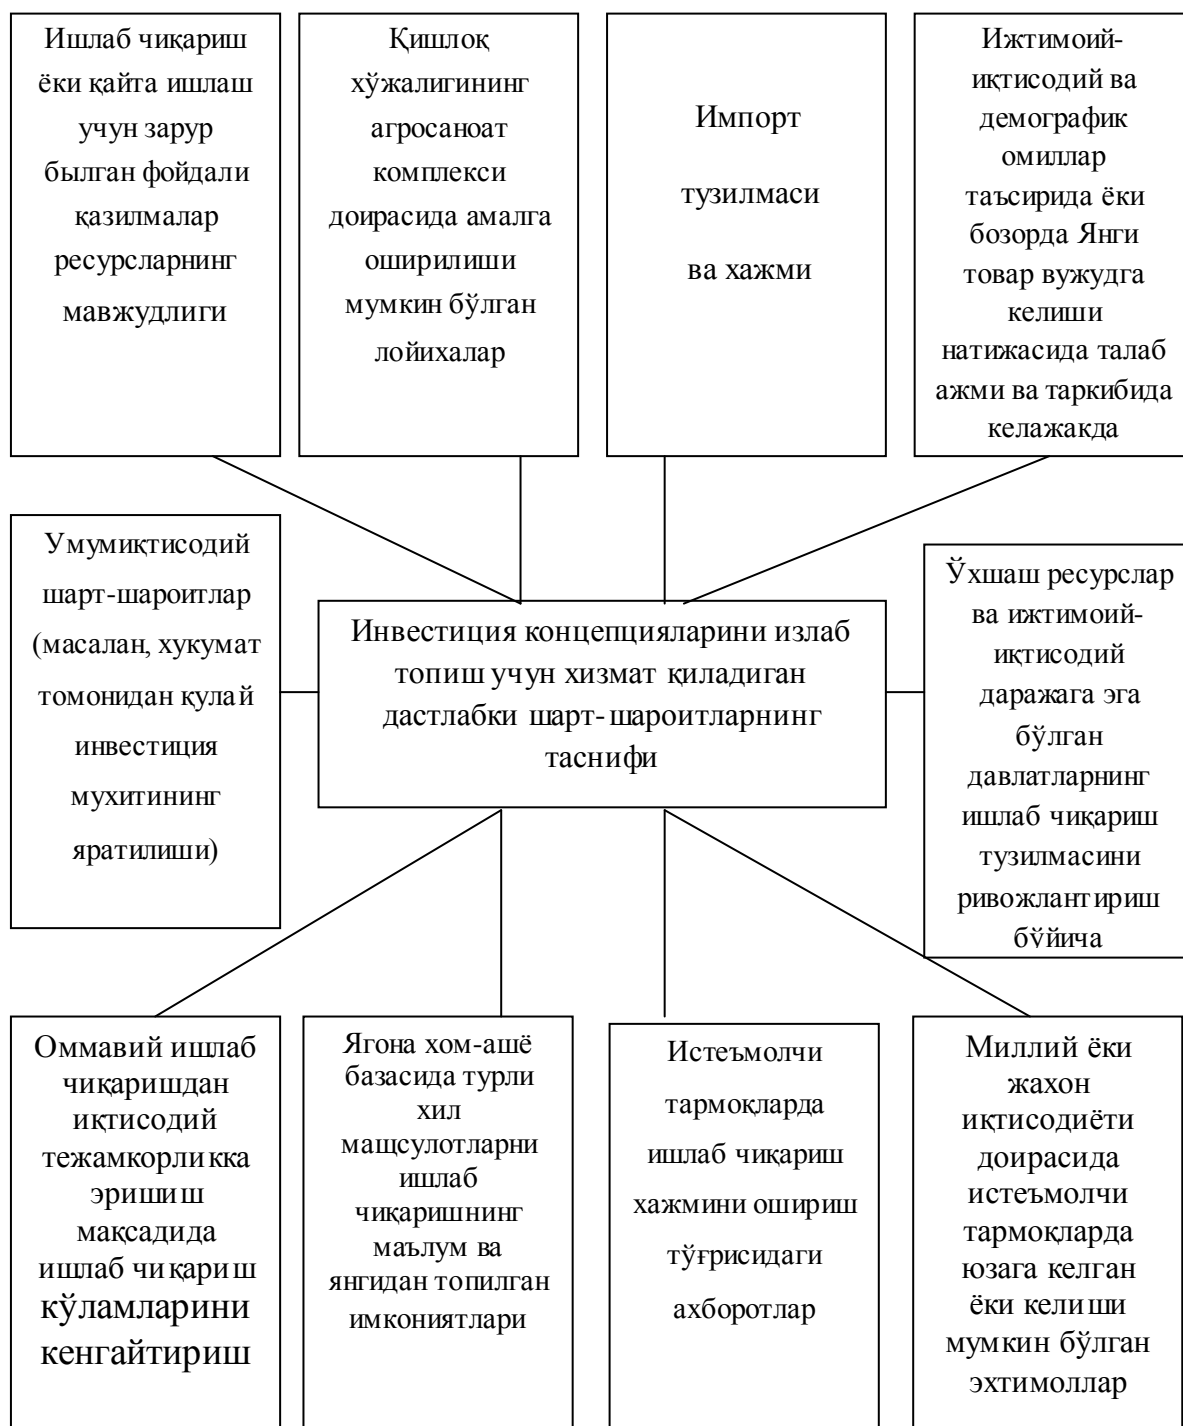 Ишлаб чиқариш
ёки қайта ишлаш
учун зарур
былган фойдали
қазилмалар
ресурсларнинг
мавжудлиги
Қишлоқ
хўжалигининг
агросаноат
комплекси
доирасида амалга
оширилиши
мумкин бўлган
лойихалар
Импорт
тузилмаси
ва хажми
Ижтимоий-
иқтисодий ва
демографик
омиллар
таъсирида ёки
бозорда Янги
товар вужудга
келиши
натижасида талаб
ажми ва таркибида
келажакда
Умумиқтисодий
шарт-шароитлар
(масалан, хукумат
томонидан қулай
инвестиция
мухитининг
яратилиши)
Инвестиция концепцияларини излаб
топиш учун хизмат қиладиган
дастлабки шарт-шароитларнинг
таснифи
Ўхшаш ресурслар
ва ижтимоий-
иқтисодий
даражага эга
бўлган
давлатларнинг
ишлаб чиқариш
тузилмасини
ривожлантириш
бўйича
Оммавий ишлаб
чиқаришдан
иқтисодий
тежамкорликка
эришиш
мақсадида
ишлаб чиқариш
кўламларини
кенгайтириш
Ягона хом-ашё
базасида турли
хил
мащсулотларни
ишлаб
чиқаришнинг
маълум ва
янгидан топилган
имкониятлари
Истеъмолчи
тармоқларда
ишлаб чиқариш
хажмини ошириш
тўғрисидаги
ахборотлар
Миллий ёки
жахон
иқтисодиёти
доирасида
истеъмолчи
тармоқларда
юзага келган
ёки келиши
мумкин бўлган
эхтимоллар